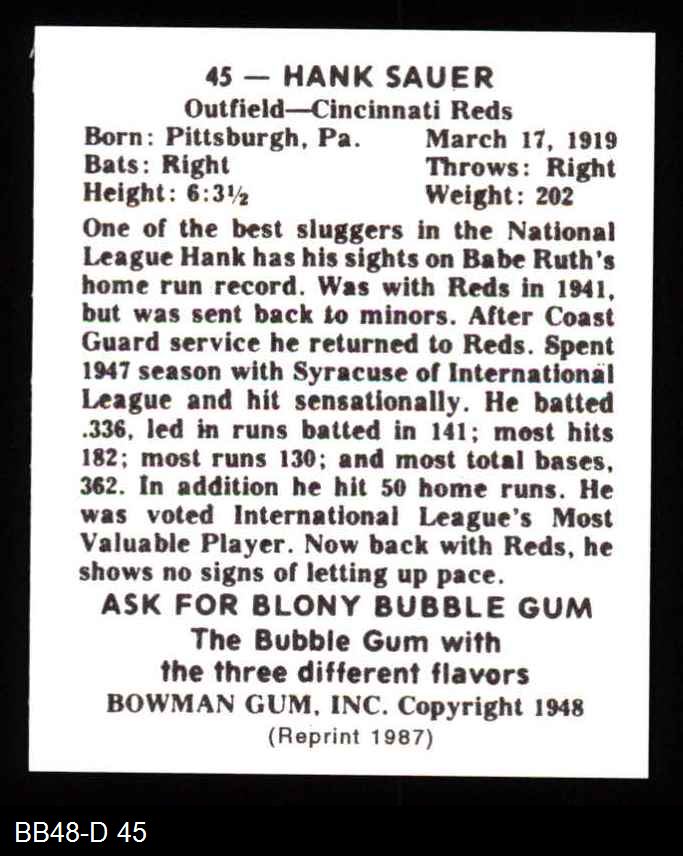 45 — HANK SAUER
Outfield—Cincinnati Reds
Born: Pittsburgh, Pa. March 17, 1919
Bats: Right Throws: Right
Height: 6:3½ Weight: 202
One of the best sluggers in the National
League Hank has his sights on Babe Ruth's
home run record. Was with Reds in 1941,
but was sent back to minors. After Coast
Guard service he returned to Reds. Spent
1947 season with Syracuse of International
League and hit sensationally. He batted
.336, led in runs batted in 141; most hits
182; most runs 130; and most total bases,
362. In addition he hit 50 home runs. He
was voted International League's Most
Valuable Player. Now back with Reds, he
shows no signs of letting up pace.
ASK FOR BLONY BUBBLE GUM
The Bubble Gum with
the three different flavors
BOWMAN GUM, INC. Copyright 1948
(Reprint 1987)
BB48-D 45